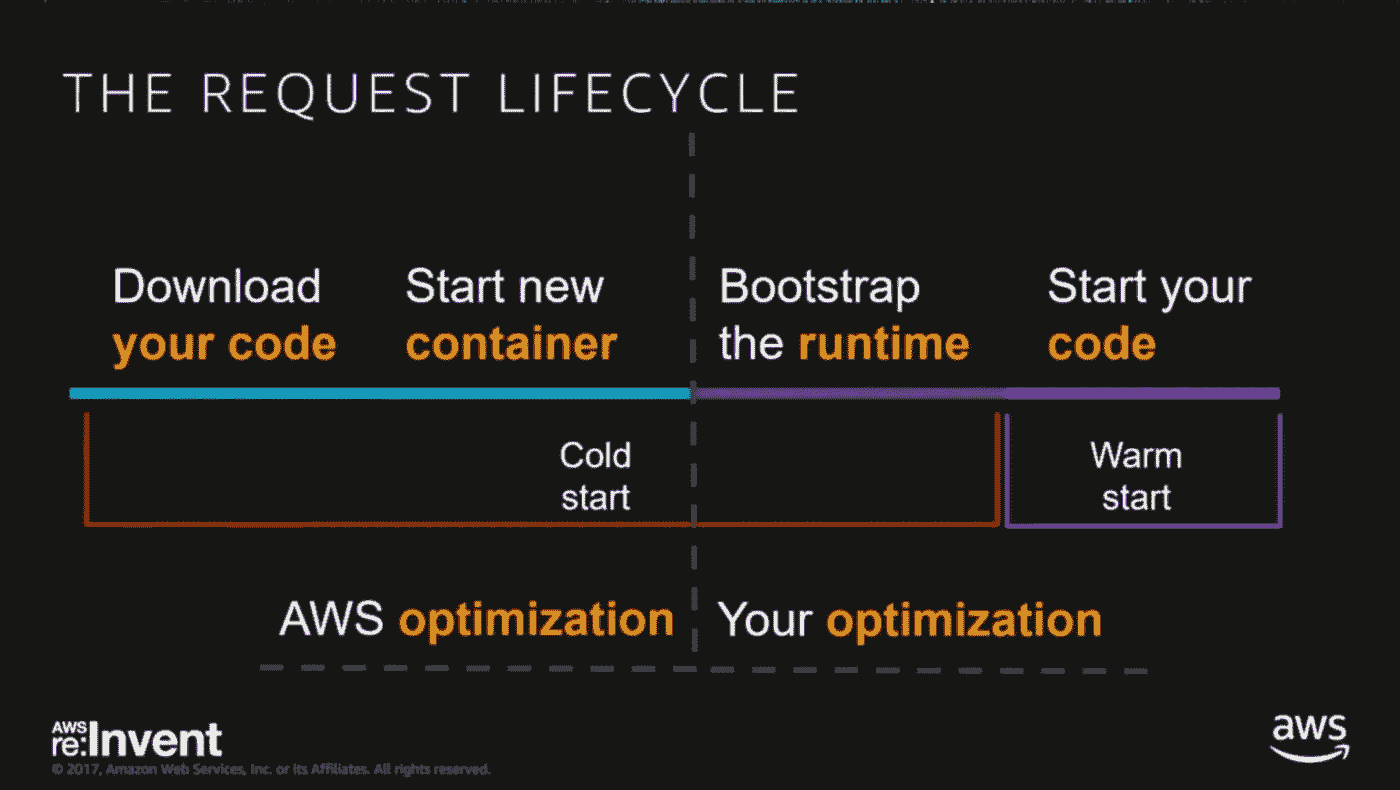 THE REQUEST LIFECYCLE
Download
your code
Start new
container
Bootstrap
the runtime
Start your
code
Cold
start
Warm
start
AWS optimization
Your optimization
AWS
re:Invent
© 2017, Amazon Web Services, Inc. or its Affiliates. All rights reserved.
aws